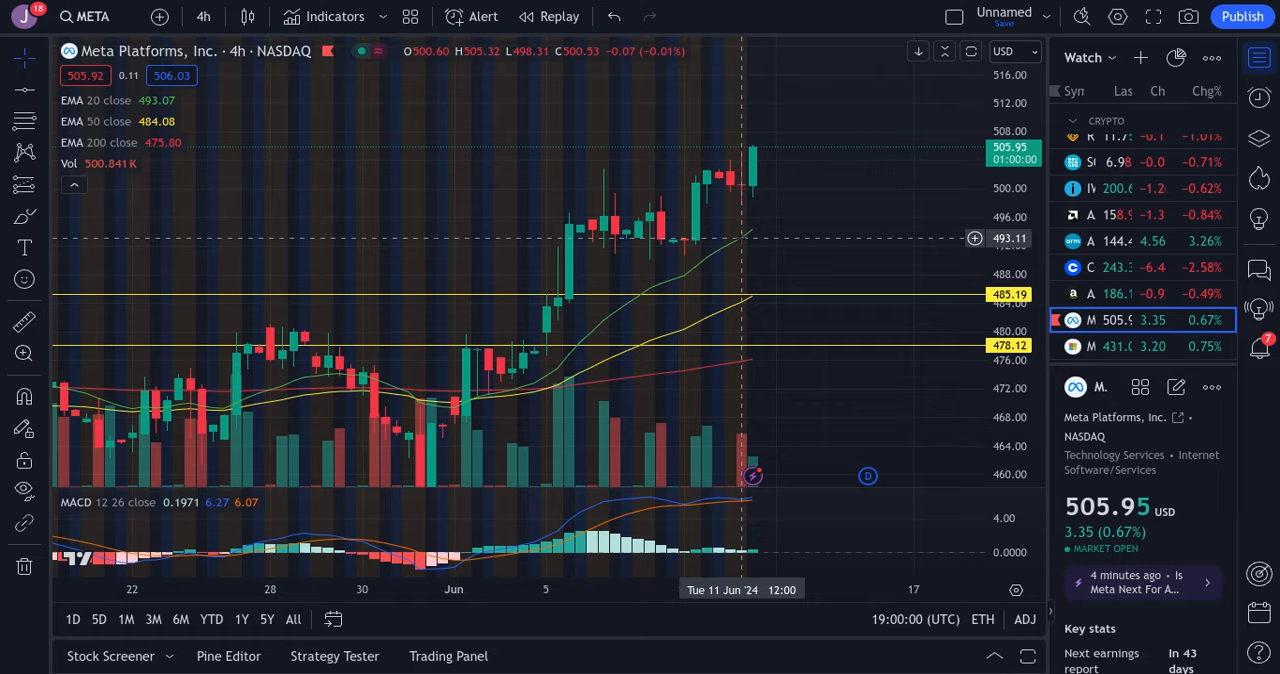 J 18 META 4h Indicators Alert Replay Unnamed Save Publish
Meta Platforms, Inc. · 4h · NASDAQ O500.60 H505.32 L498.31 C500.53 -0.07 (-0.01%) USD
505.92 0.11 506.03
EMA 20 close 493.07
EMA 50 close 484.08
EMA 200 close 475.80
Vol 500.841K
516.00
512.00
508.00
505.95
01:00:00
500.00
496.00
493.11
488.00
485.19
484.00
480.00
478.12
476.00
472.00
468.00
464.00
460.00
D
MACD 12 26 close 0.1971 6.27 6.07
4.00
0.0000
22 28 30 Jun 5 Tue 11 Jun '24 12:00 17
1D 5D 1M 3M 6M YTD 1Y 5Y All 19:00:00 (UTC) ETH ADJ
Stock Screener Pine Editor Strategy Tester Trading Panel
Watch
Las Ch Chg%
CRYPTO
−1.01%
6.98 −0.0 −0.71%
200.6 −1.2 −0.62%
A 158.9 −1.3 −0.84%
arm A 144.4 4.56 3.26%
C 243.3 −6.4 −2.58%
a A 186.1 −0.9 −0.49%
M 505.9 3.35 0.67%
M 431.0 3.20 0.75%
7
M.
Meta Platforms, Inc. •
NASDAQ
Technology Services • Internet
Software/Services
505.95 USD
3.35 (0.67%)
MARKET OPEN
4 minutes ago • Is
Meta Next For A...
Key stats
Next earnings In 43
report days